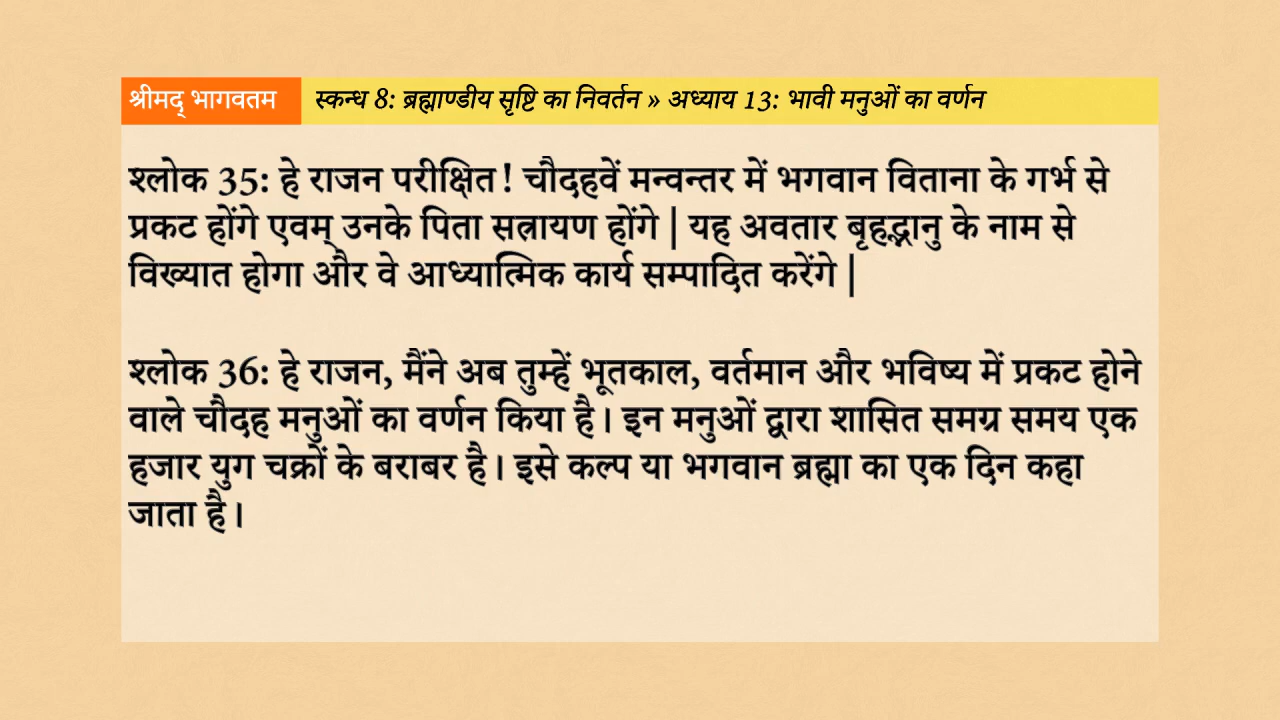 श्रीमद् भागवतम स्कन्ध 8: ब्रह्माण्डीय सृष्टि का निवर्तन » अध्याय 13: भावी मनुओं का वर्णन
श्लोक 35: हे राजन परीक्षित! चौदहवें मन्वन्तर में भगवान विताना के गर्भ से
प्रकट होंगे एवम् उनके पिता सत्रायण होंगे | यह अवतार बृहद्भानु के नाम से
विख्यात होगा और वे आध्यात्मिक कार्य सम्पादित करेंगे |
श्लोक 36: हे राजन, मैंने अब तुम्हें भूतकाल, वर्तमान और भविष्य में प्रकट होने
वाले चौदह मनुओं का वर्णन किया है। इन मनुओं द्वारा शासित समग्र समय एक
हजार युग चक्रों के बराबर है। इसे कल्प या भगवान ब्रह्मा का एक दिन कहा
जाता है।